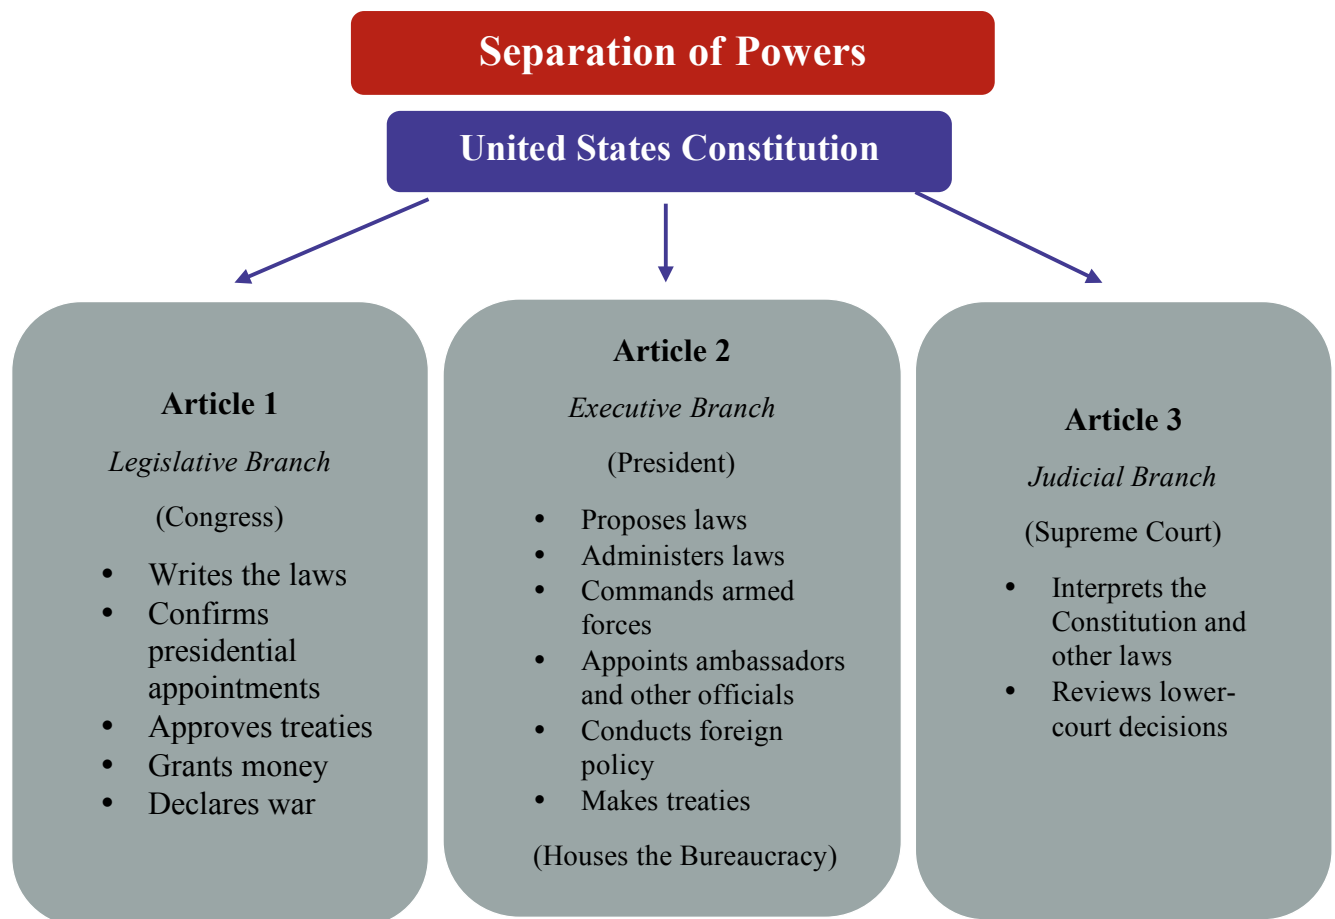 Separation of Powers
United States Constitution
Article 1
Legislative Branch
(Congress)
• Writes the laws
• Confirms
presidential
appointments
• Approves treaties
• Grants money
• Declares war
Article 2
Executive Branch
(President)
• Proposes laws
• Administers laws
• Commands armed
forces
• Appoints ambassadors
and other officials
• Conducts foreign
policy
• Makes treaties
(Houses the Bureaucracy)
Article 3
Judicial Branch
(Supreme Court)
• Interprets the
Constitution and
other laws
• Reviews lower-
court decisions